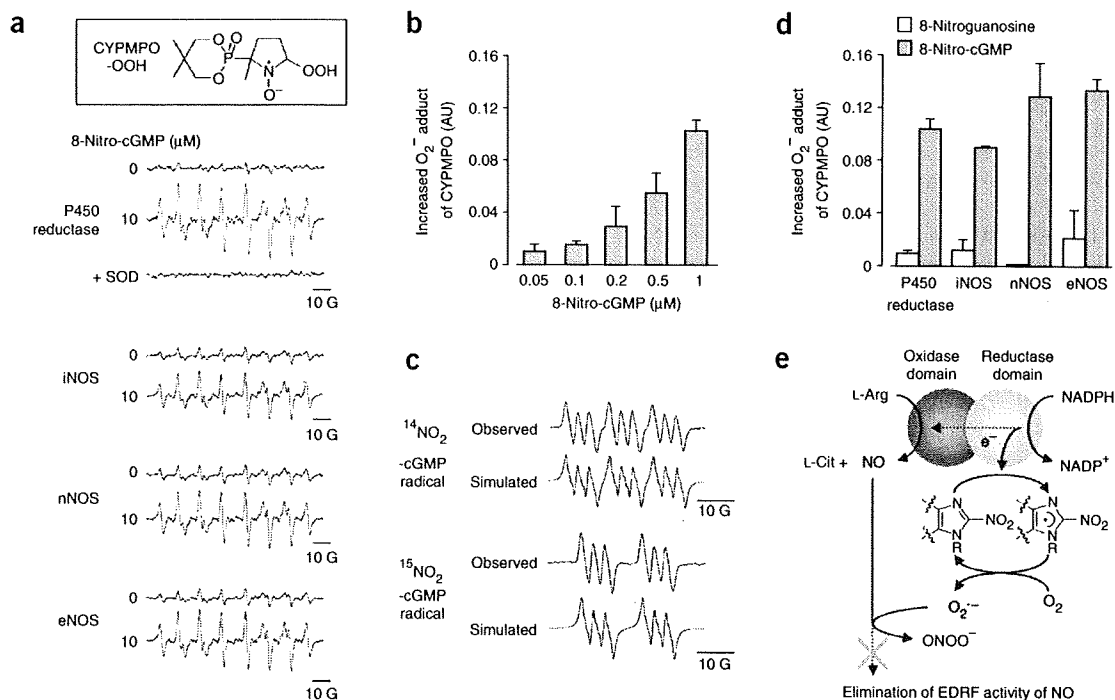 a
CYPMPO
-OOH
O
O
P
O
N
OOH
O⁻
8-Nitro-cGMP (μM)
0
P450
reductase
10
+ SOD
10 G
iNOS
0
10
10 G
nNOS
0
10
10 G
eNOS
0
10
10 G
b
Increased O₂⁻ adduct
of CYPMPO (AU)
0.16
0.12
0.08
0.04
0
0.05 0.1 0.2 0.5 1
8-Nitro-cGMP (μM)
c
¹⁴NO₂
-cGMP
radical
Observed
Simulated
10 G
¹⁵NO₂
-cGMP
radical
Observed
Simulated
10 G
d
8-Nitroguanosine
8-Nitro-cGMP
Increased O₂⁻ adduct
of CYPMPO (AU)
0.16
0.12
0.08
0.04
0
P450
reductase
iNOS nNOS eNOS
e
Oxidase
domain
Reductase
domain
L-Arg
NADPH
e⁻
L-Cit + NO
NADP⁺
N
NO₂
N
R
N
NO₂
N
R
O₂·⁻
O₂
ONOO⁻
Elimination of EDRF activity of NO